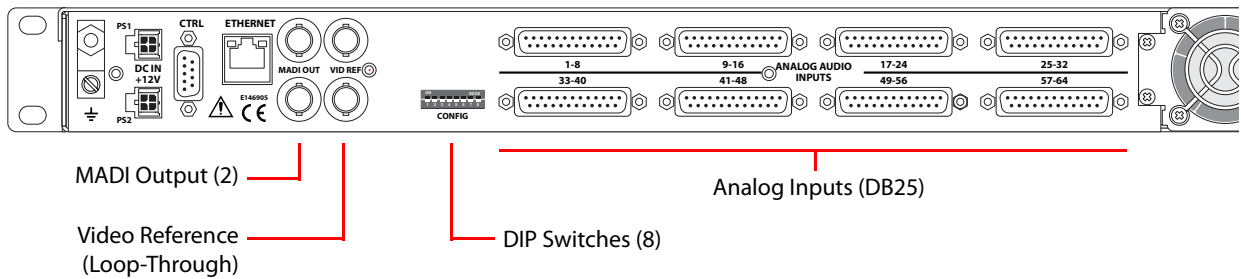 PS1
CTRL
ETHERNET
DC IN
+12V
MADI OUT
VID REF
1-8
9-16
ANALOG AUDIO
INPUTS
17-24
25-32
33-40
41-48
49-56
57-64
E146905
CE
PS2
CONFIG
MADI Output (2)
Analog Inputs (DB25)
Video Reference
(Loop-Through)
DIP Switches (8)